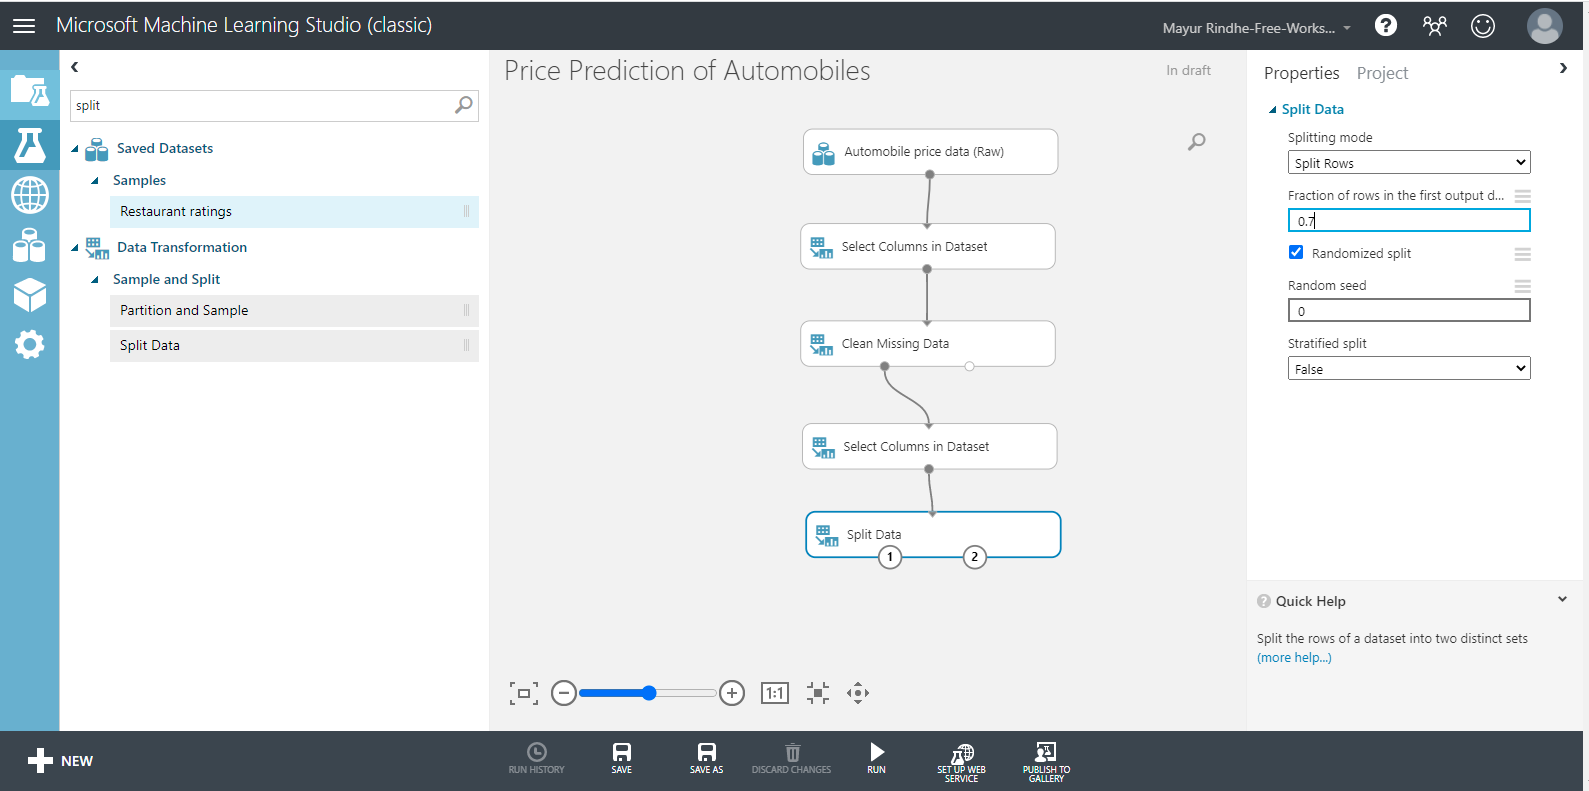 Microsoft Machine Learning Studio (classic)
Mayur Rindhe-Free-Works...
?
split
Saved Datasets
Samples
Restaurant ratings
Data Transformation
Sample and Split
Partition and Sample
Split Data
Price Prediction of Automobiles
In draft
Automobile price data (Raw)
Select Columns in Dataset
Clean Missing Data
Select Columns in Dataset
Split Data
1
2
1:1
Properties
Project
Split Data
Splitting mode
Split Rows
Fraction of rows in the first output d...
0.7
Randomized split
Random seed
0
Stratified split
False
? Quick Help
Split the rows of a dataset into two distinct sets
(more help...)
NEW
RUN HISTORY
SAVE
SAVE AS
DISCARD CHANGES
RUN
SET UP WEB
SERVICE
PUBLISH TO
GALLERY